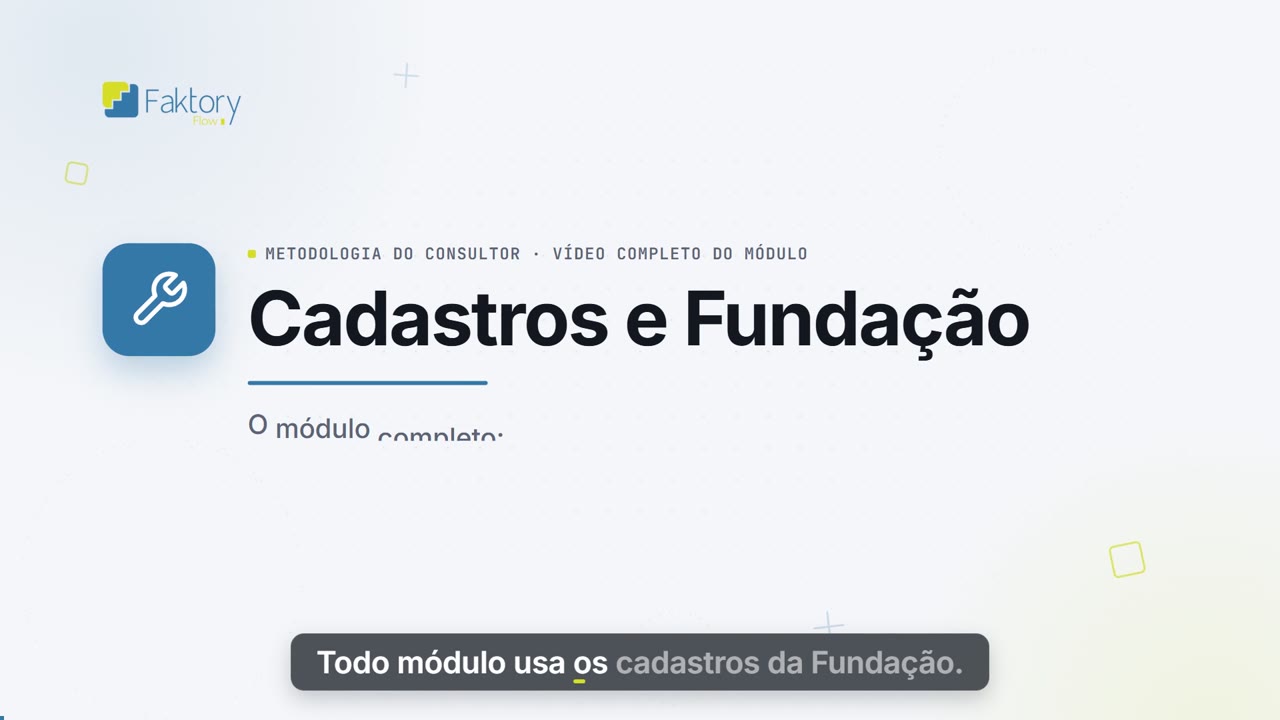 Faktory
Flow
METODOLOGIA DO CONSULTOR · VÍDEO COMPLETO DO MÓDULO
Cadastros e Fundação
O módulo completo:
Todo módulo usa os cadastros da Fundação.